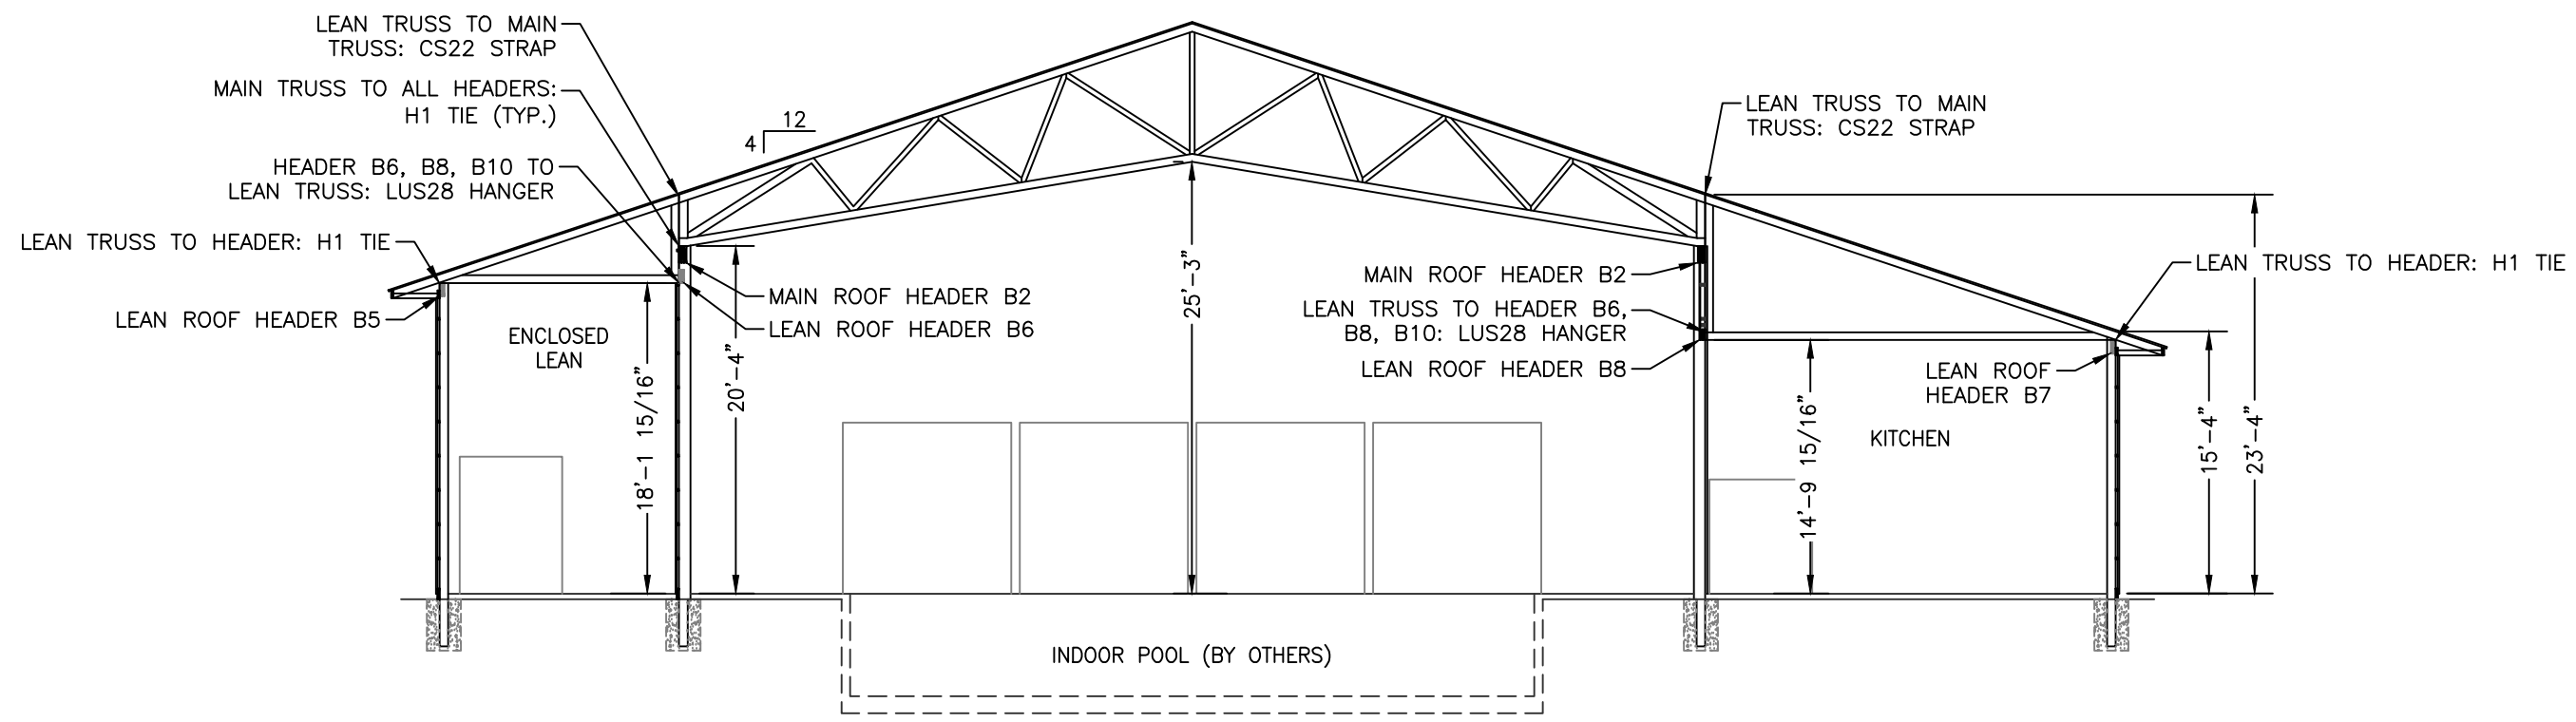 LEAN TRUSS TO MAIN
TRUSS: CS22 STRAP
MAIN TRUSS TO ALL HEADERS:
H1 TIE (TYP.)
HEADER B6, B8, B10 TO
LEAN TRUSS: LUS28 HANGER
LEAN TRUSS TO HEADER: H1 TIE
LEAN ROOF HEADER B5
12
4
ENCLOSED
LEAN
18'-1 15/16"
20'-4"
MAIN ROOF HEADER B2
LEAN ROOF HEADER B6
25'-3"
MAIN ROOF HEADER B2
LEAN TRUSS TO HEADER B6,
B8, B10: LUS28 HANGER
LEAN ROOF HEADER B8
LEAN TRUSS TO MAIN
TRUSS: CS22 STRAP
LEAN TRUSS TO HEADER: H1 TIE
LEAN ROOF
HEADER B7
KITCHEN
14'-9 15/16"
15'-4"
23'-4"
INDOOR POOL (BY OTHERS)